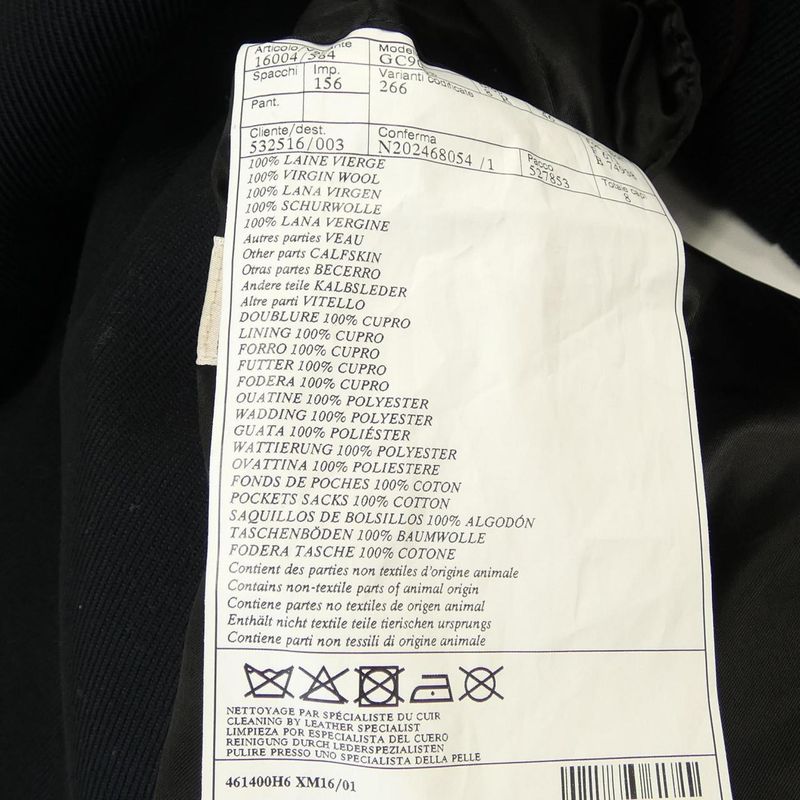 Articolo/Variante
16004/584
Spacchi Imp.
156
Varianti codificate
266
Pant.
Cliente/dest.
532516/003
Conferma
N202468054 /1
Pacco
527853
Totale capi
8
100% LAINE VIERGE
100% VIRGIN WOOL
100% LANA VIRGEN
100% SCHURWOLLE
100% LANA VERGINE
Autres parties VEAU
Other parts CALFSKIN
Otras partes BECERRO
Andere teile KALBSLEDER
Altre parti VITELLO
DOUBLURE 100% CUPRO
LINING 100% CUPRO
FORRO 100% CUPRO
FUTTER 100% CUPRO
FODERA 100% CUPRO
OUATINE 100% POLYESTER
WADDING 100% POLYESTER
GUATA 100% POLIÉSTER
WATTIERUNG 100% POLYESTER
OVATTINA 100% POLIESTERE
FONDS DE POCHES 100% COTON
POCKETS SACKS 100% COTTON
SAQUILLOS DE BOLSILLOS 100% ALGODÓN
TASCHENBÖDEN 100% BAUMWOLLE
FODERA TASCHE 100% COTONE
Contient des parties non textiles d'origine animale
Contains non-textile parts of animal origin
Contiene partes no textiles de origen animal
Enthält nicht textile teile tierischen ursprungs
Contiene parti non tessili di origine animale
NETTOYAGE PAR SPÉCIALISTE DU CUIR
CLEANING BY LEATHER SPECIALIST
LIMPIEZA POR ESPECIALISTA DEL CUERO
REINIGUNG DURCH LEDERSPEZIALISTEN
PULIRE PRESSO UNO SPECIALISTA DELLA PELLE
461400H6 XM16/01